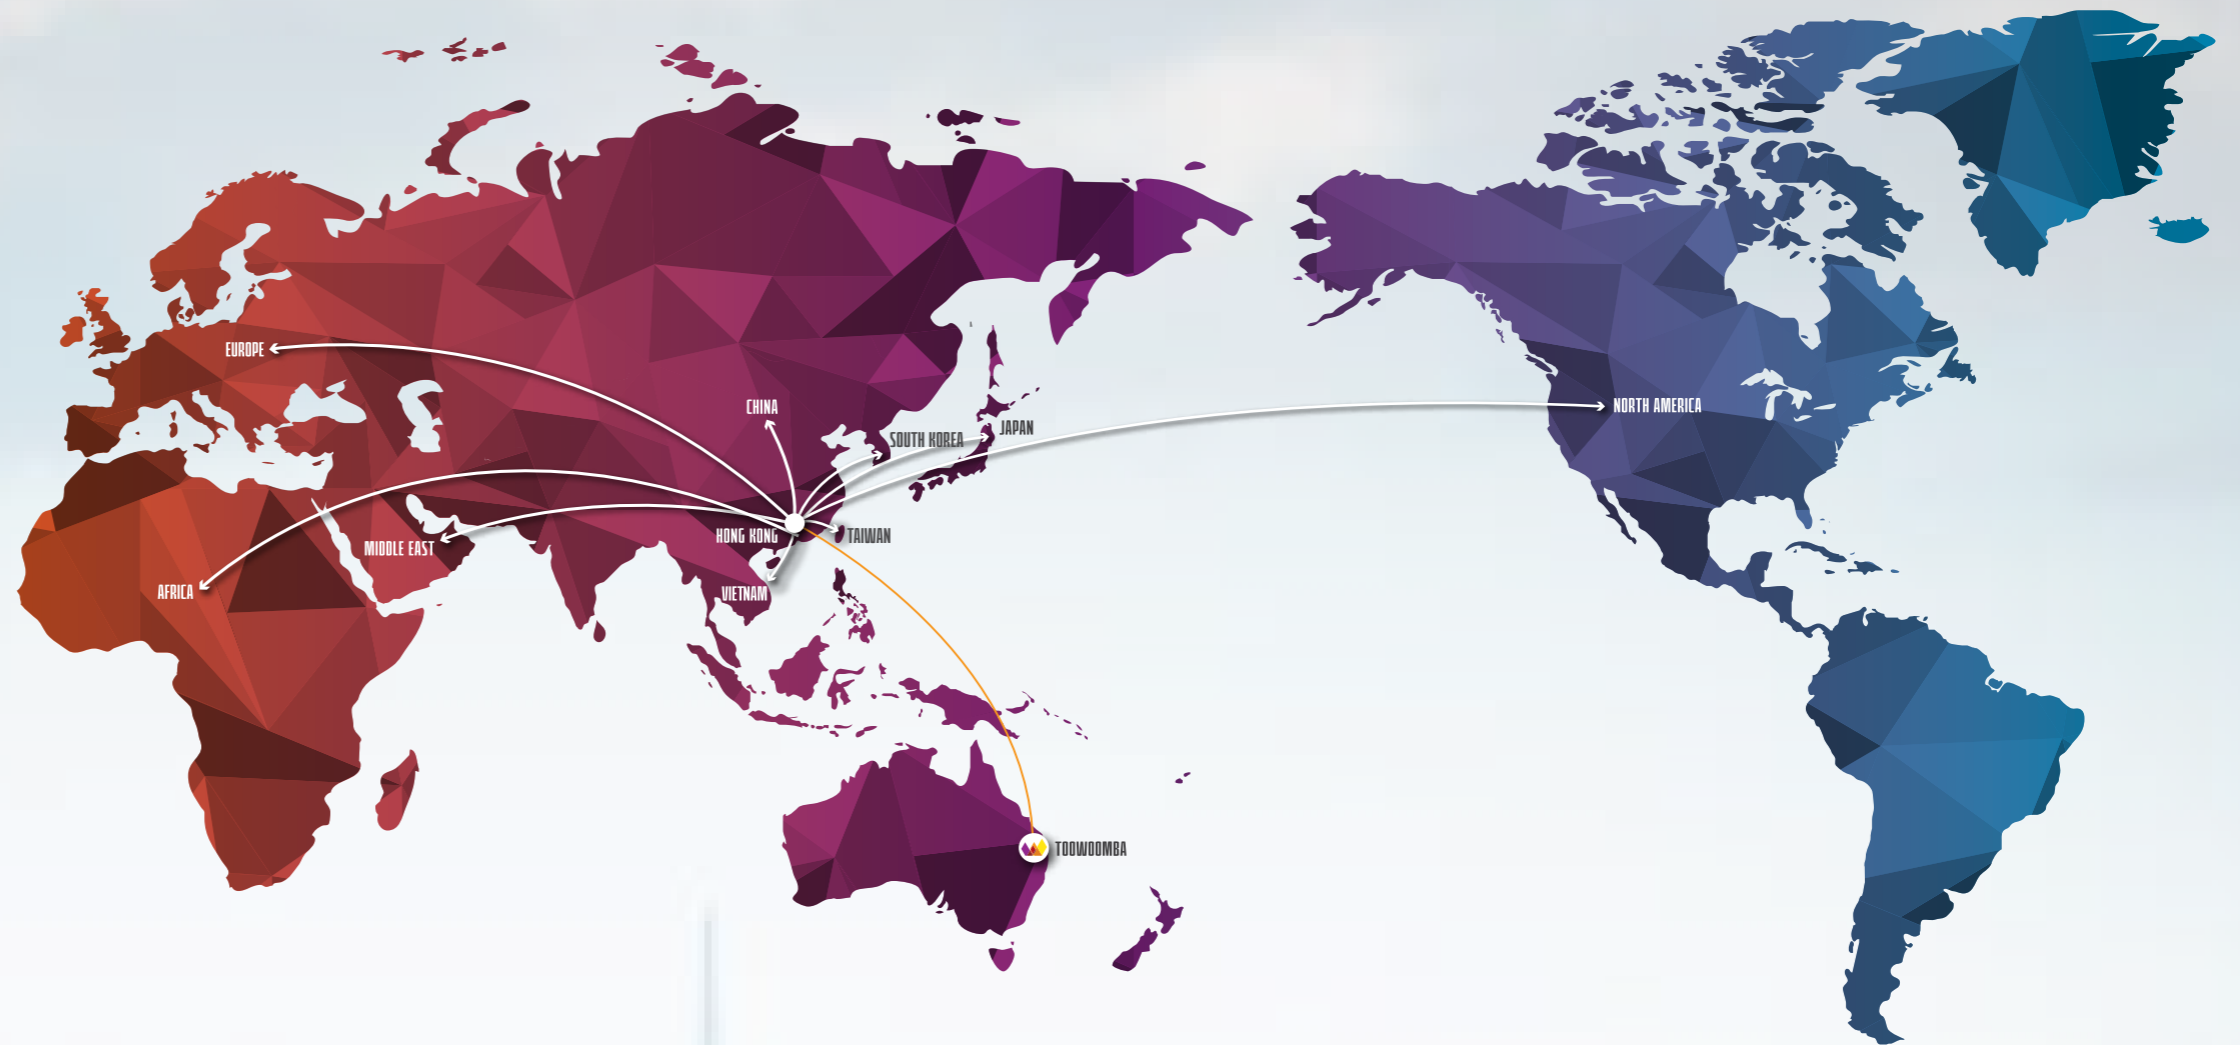 EUROPE
CHINA
NORTH AMERICA
JAPAN
SOUTH KOREA
HONG KONG
TAIWAN
MIDDLE EAST
AFRICA
VIETNAM
TOOWOOMBA